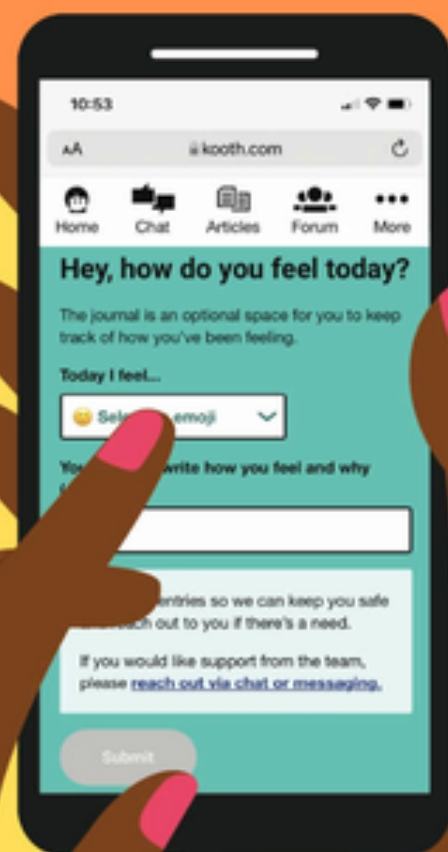 10:53
AA kooth.com
Home Chat Articles Forum More
Hey, how do you feel today?
The journal is an optional space for you to keep
track of how you've been feeling.
Today I feel...
emoji
write how you feel and why
entries so we can keep you safe
out to you if there's a need.
If you would like support from the team,
please reach out via chat or messaging.
Submit